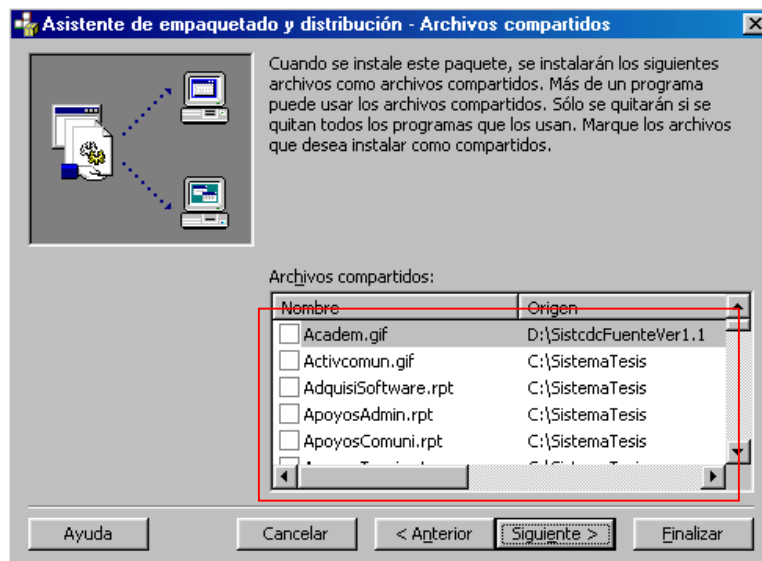 Asistente de empaquetado y distribución - Archivos compartidos
Cuando se instale este paquete, se instalarán los siguientes
archivos como archivos compartidos. Más de un programa
puede usar los archivos compartidos. Sólo se quitarán si se
quitan todos los programas que los usan. Marque los archivos
que desea instalar como compartidos.
Archivos compartidos:
Nombre Origen
Academ.gif D:\SistcdcFuenteVer1.1
Activcomun.gif C:\SistemaTesis
AdquisiSoftware.rpt C:\SistemaTesis
ApoyosAdmin.rpt C:\SistemaTesis
ApoyosComuni.rpt C:\SistemaTesis
Ayuda Cancelar < Anterior Siguiente > Finalizar